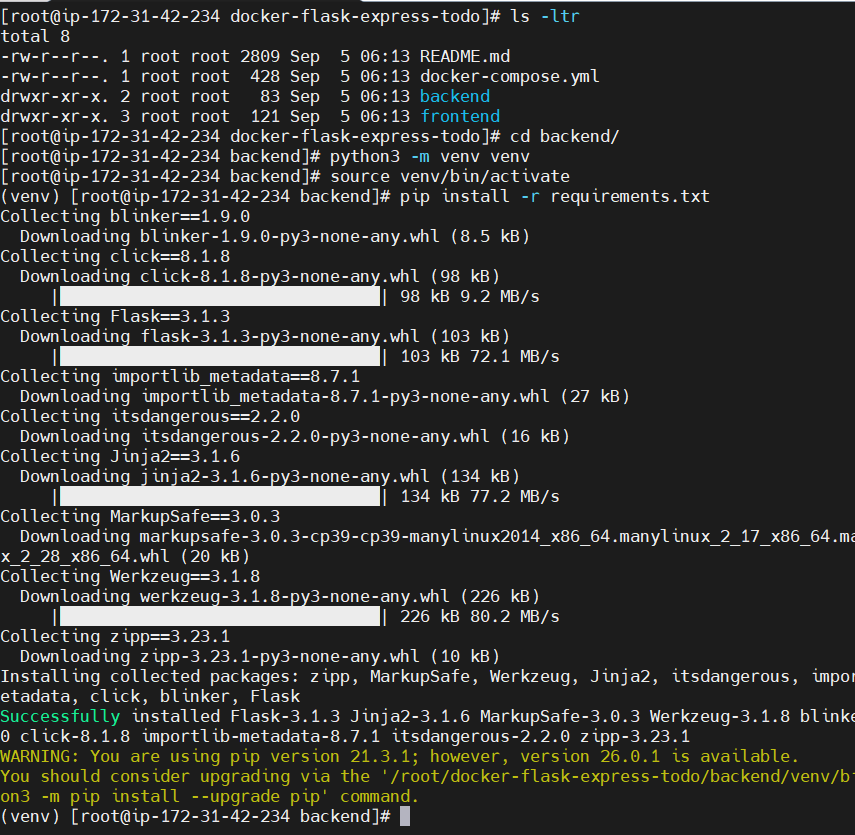 [root@ip-172-31-42-234 docker-flask-express-todo]# ls -ltr
total 8
-rw-r--r--. 1 root root 2809 Sep  5 06:13 README.md
-rw-r--r--. 1 root root  428 Sep  5 06:13 docker-compose.yml
drwxr-xr-x. 2 root root   83 Sep  5 06:13 backend
drwxr-xr-x. 3 root root  121 Sep  5 06:13 frontend
[root@ip-172-31-42-234 docker-flask-express-todo]# cd backend/
[root@ip-172-31-42-234 backend]# python3 -m venv venv
[root@ip-172-31-42-234 backend]# source venv/bin/activate
(venv) [root@ip-172-31-42-234 backend]# pip install -r requirements.txt
Collecting blinker==1.9.0
  Downloading blinker-1.9.0-py3-none-any.whl (8.5 kB)
Collecting click==8.1.8
  Downloading click-8.1.8-py3-none-any.whl (98 kB)
     | | 98 kB 9.2 MB/s
Collecting Flask==3.1.3
  Downloading flask-3.1.3-py3-none-any.whl (103 kB)
     | | 103 kB 72.1 MB/s
Collecting importlib_metadata==8.7.1
  Downloading importlib_metadata-8.7.1-py3-none-any.whl (27 kB)
Collecting itsdangerous==2.2.0
  Downloading itsdangerous-2.2.0-py3-none-any.whl (16 kB)
Collecting Jinja2==3.1.6
  Downloading jinja2-3.1.6-py3-none-any.whl (134 kB)
     | | 134 kB 77.2 MB/s
Collecting MarkupSafe==3.0.3
  Downloading markupsafe-3.0.3-cp39-cp39-manylinux2014_x86_64.manylinux_2_17_x86_64.ma
x_2_28_x86_64.whl (20 kB)
Collecting Werkzeug==3.1.8
  Downloading werkzeug-3.1.8-py3-none-any.whl (226 kB)
     | | 226 kB 80.2 MB/s
Collecting zipp==3.23.1
  Downloading zipp-3.23.1-py3-none-any.whl (10 kB)
Installing collected packages: zipp, MarkupSafe, Werkzeug, Jinja2, itsdangerous, impor
etadata, click, blinker, Flask
Successfully installed Flask-3.1.3 Jinja2-3.1.6 MarkupSafe-3.0.3 Werkzeug-3.1.8 blinke
0 click-8.1.8 importlib-metadata-8.7.1 itsdangerous-2.2.0 zipp-3.23.1
WARNING: You are using pip version 21.3.1; however, version 26.0.1 is available.
You should consider upgrading via the '/root/docker-flask-express-todo/backend/venv/bi
on3 -m pip install --upgrade pip' command.
(venv) [root@ip-172-31-42-234 backend]#